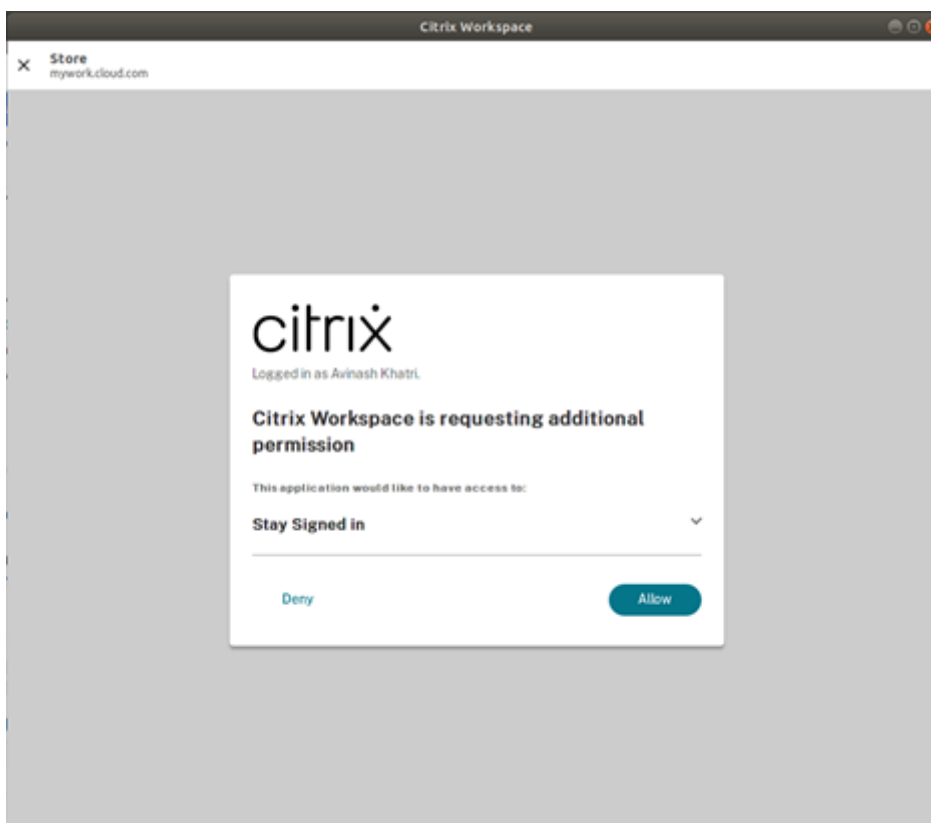 Citrix Workspace
Store
mywork.cloud.com
citrix
Logged in as Avinash Khatri.
Citrix Workspace is requesting additional
permission
This application would like to have access to:
Stay Signed in
Deny
Allow